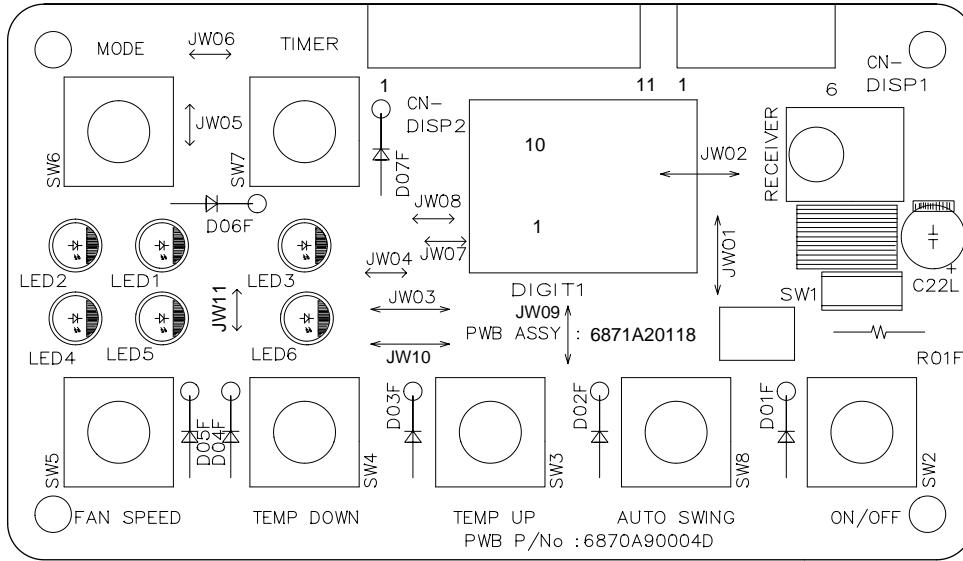 MODE
JW06
TIMER
CN-
DISP1
1
11
1
6
CN-
DISP2
JW05
SW6
SW7
D07F
10
JW02
RECEIVER
D06F
JW08
1
JW07
JW01
LED2
LED1
LED3
JW04
C22L
+
JW11
JW03
DIGIT1
SW1
JW09
PWB ASSY : 6871A20118
LED4
LED5
LED6
JW10
R01F
D05F
D04F
D03F
D02F
D01F
SW5
SW4
SW3
SW8
SW2
FAN SPEED
TEMP DOWN
TEMP UP
AUTO SWING
ON/OFF
PWB P/No :6870A90004D